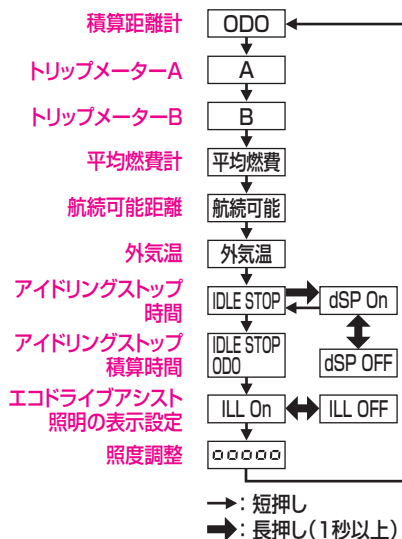 積算距離計 ODO
トリップメーターA A
トリップメーターB B
平均燃費計 平均燃費
航続可能距離 航続可能
外気温 外気温
アイドリングストップ
時間
IDLE STOP dSP On
アイドリングストップ
積算時間
IDLE STOP
ODO
dSP OFF
エコドライブアシスト
照明の表示設定
ILL On ILL OFF
照度調整 ooooo
:短押し
:長押し(1秒以上)